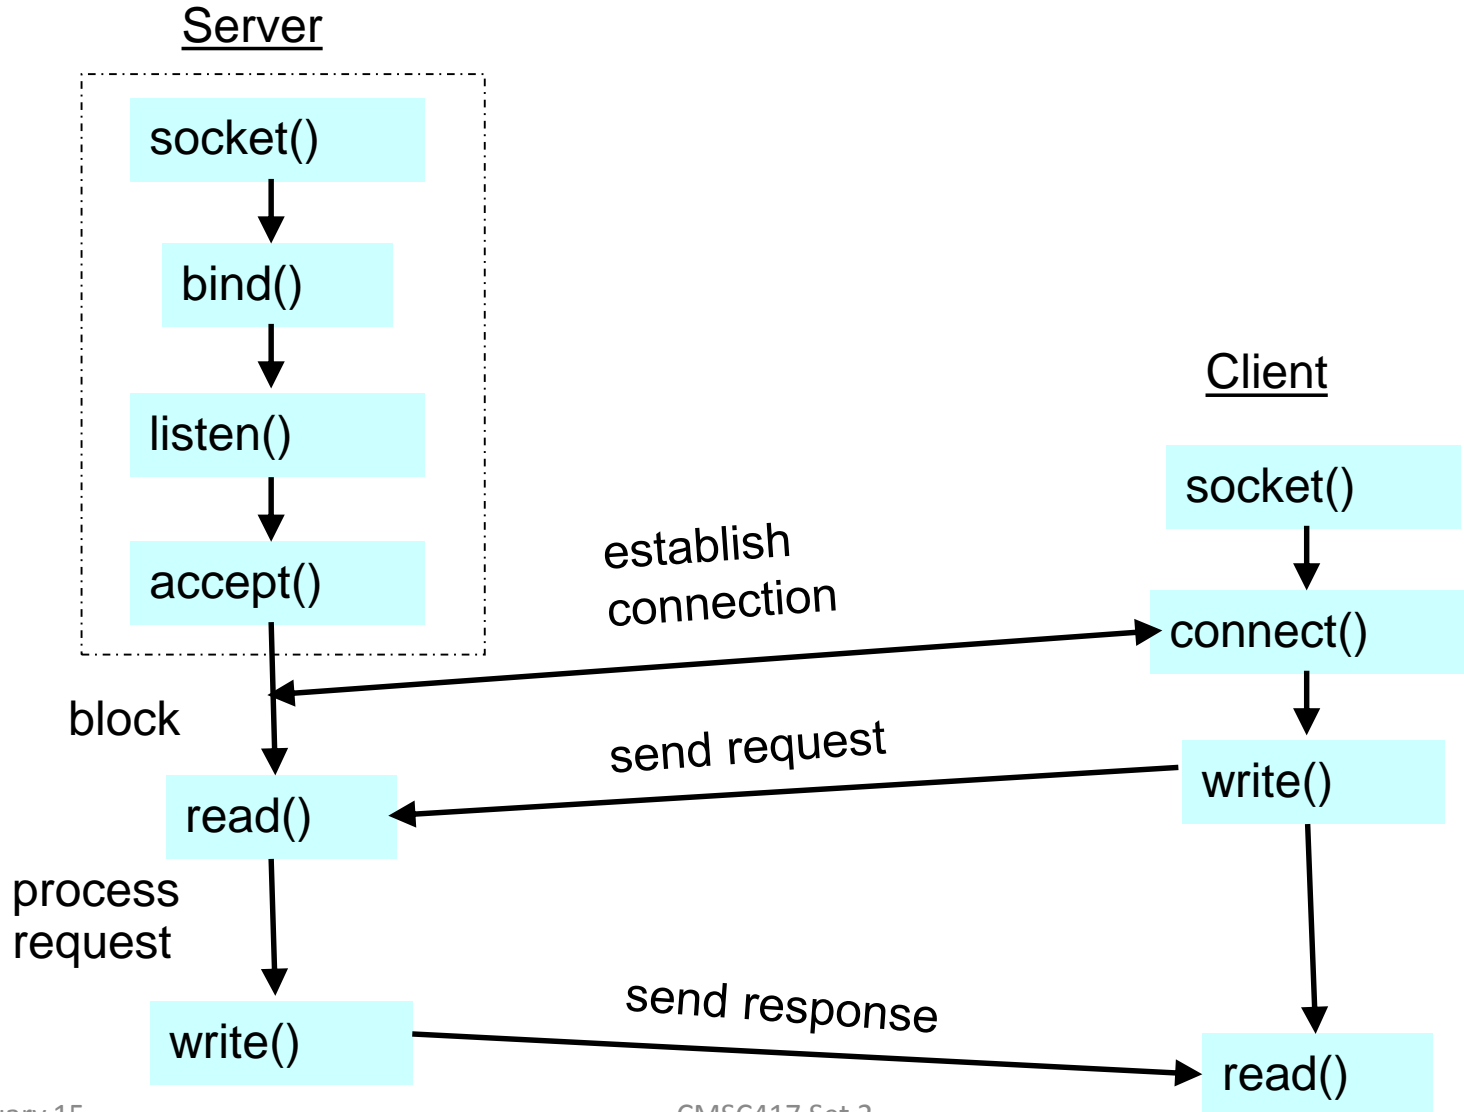 Server
socket()
bind()
listen()
accept()
block
read()
process
request
write()
establish
connection
send request
send response
Client
socket()
connect()
write()
read()